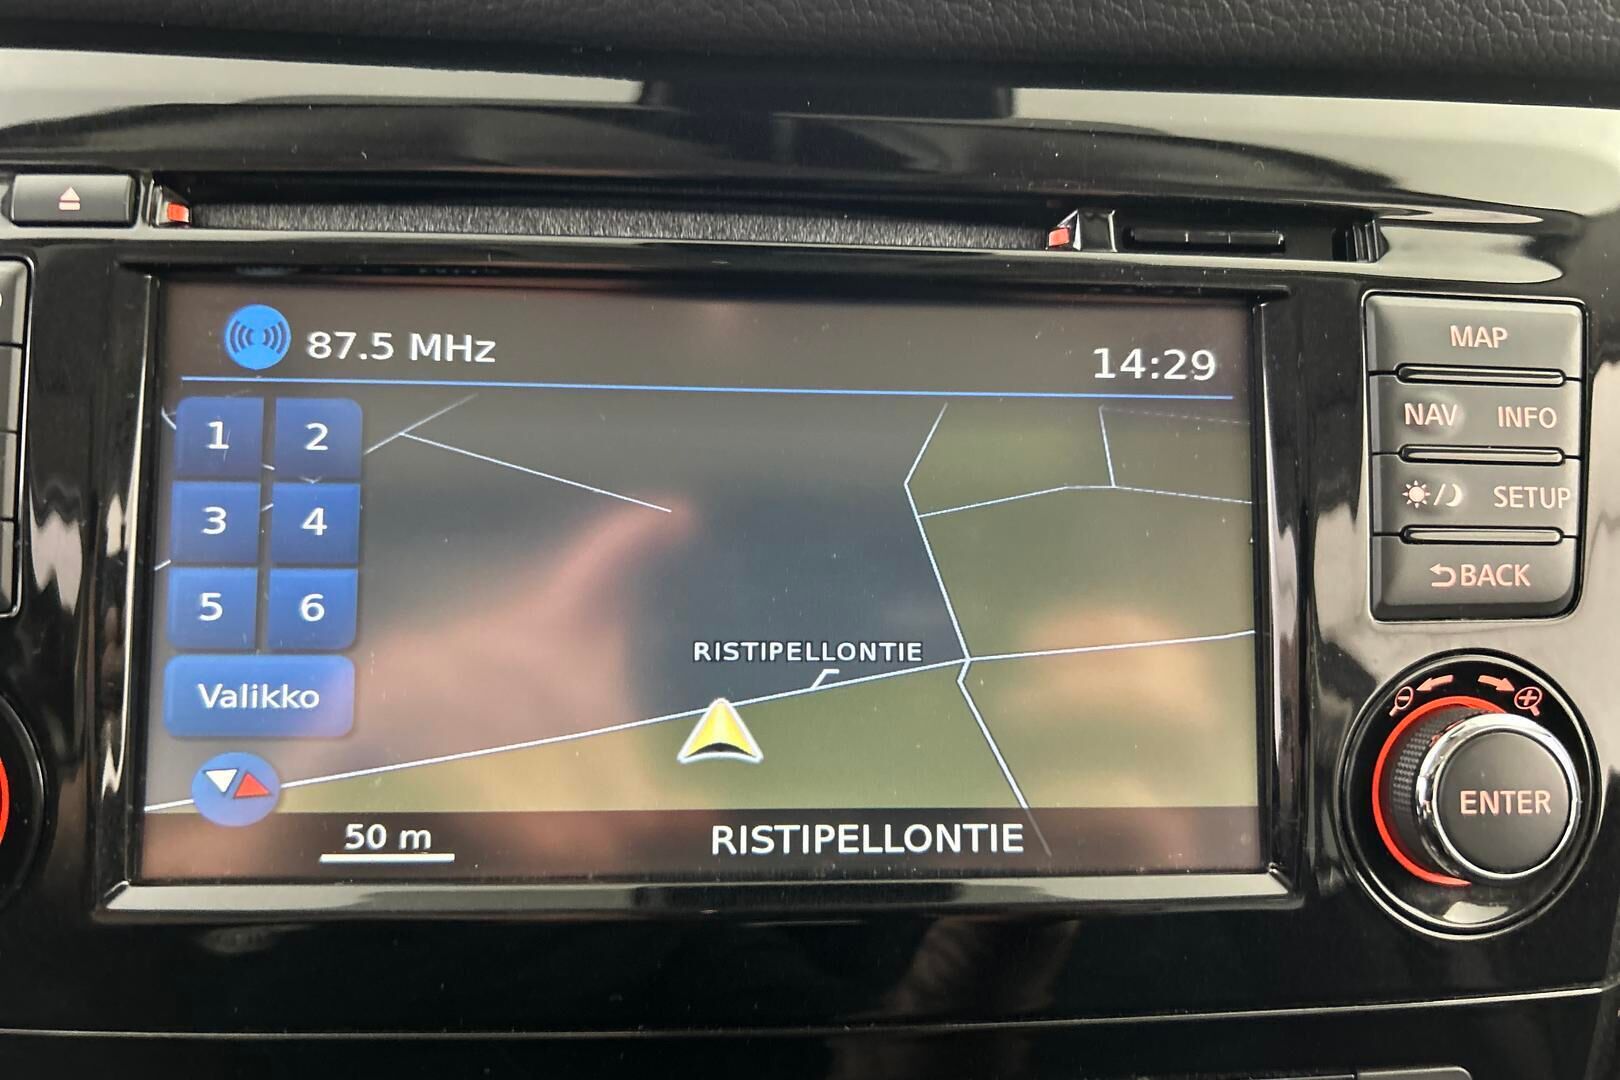 87.5 MHz
14:29
1 2
3 4
5 6
Valikko
RISTIPELLONTIE
50 m
RISTIPELLONTIE
MAP
NAV INFO
/ SETUP
BACK
ENTER